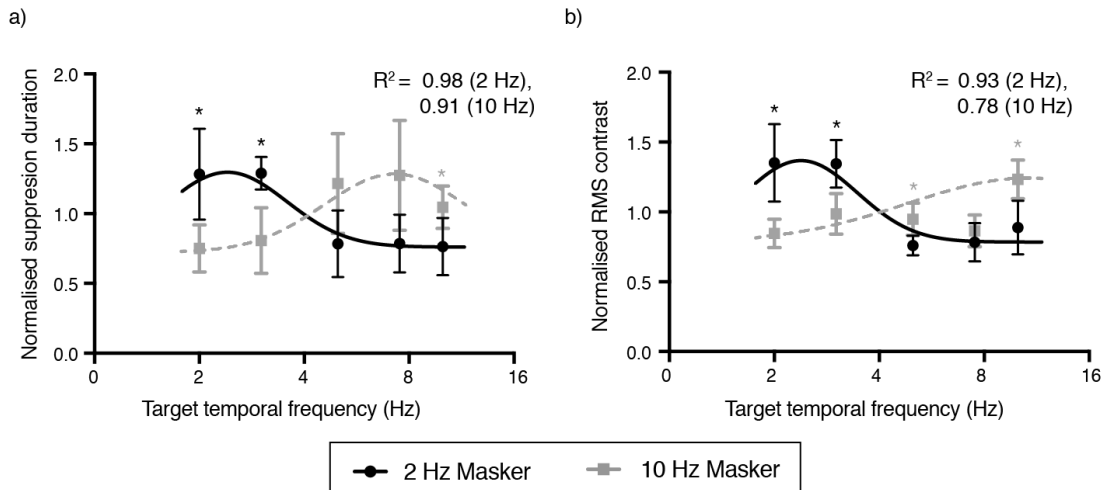 a)
Normalised suppresion duration
2.0
1.5
1.0
0.5
0.0
R² = 0.98 (2 Hz),
0.91 (10 Hz)
*
*
*
0
2
4
8
16
Target temporal frequency (Hz)
b)
Normalised RMS contrast
2.0
1.5
1.0
0.5
0.0
R² = 0.93 (2 Hz),
0.78 (10 Hz)
*
*
*
*
0
2
4
8
16
Target temporal frequency (Hz)
2 Hz Masker
10 Hz Masker